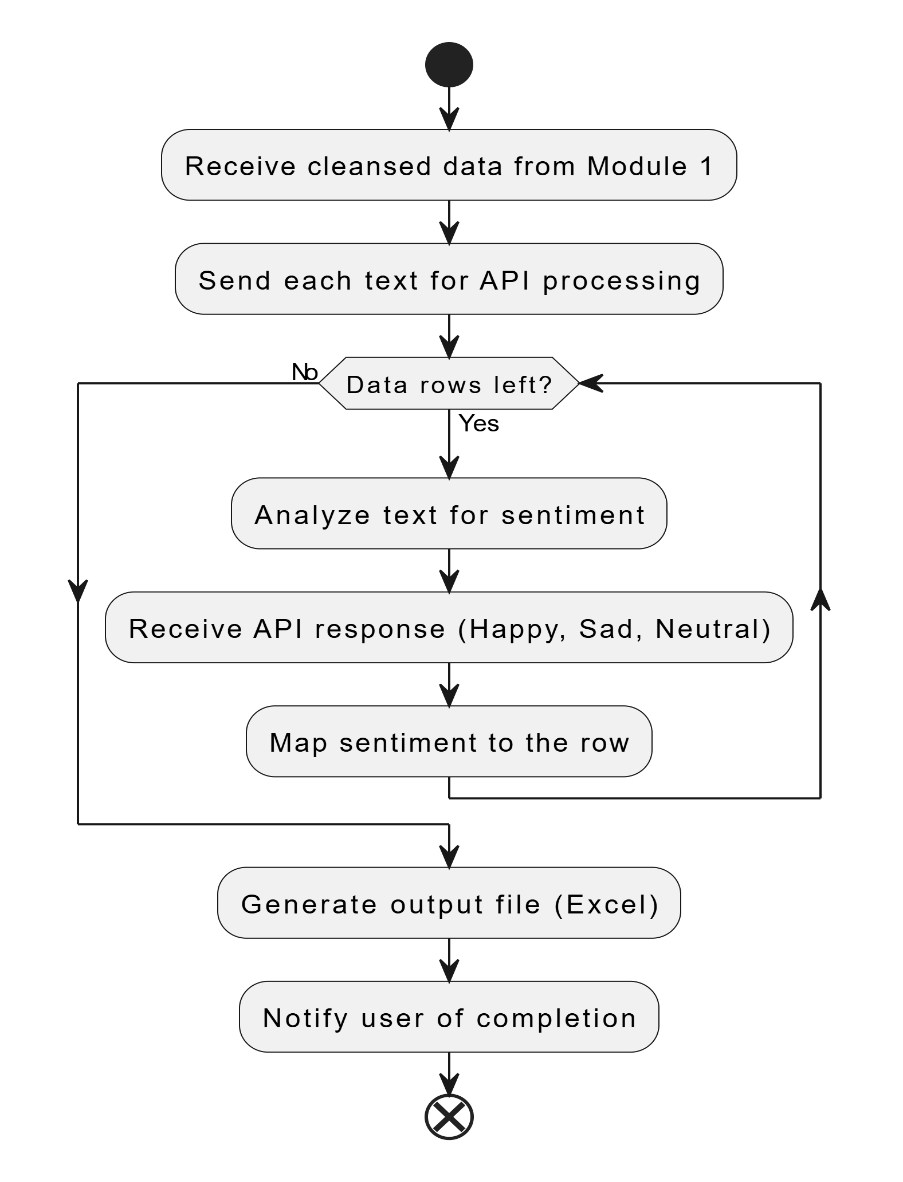 Receive cleansed data from Module 1
Send each text for API processing
No
Data rows left?
Yes
Analyze text for sentiment
Receive API response (Happy, Sad, Neutral)
Map sentiment to the row
Generate output file (Excel)
Notify user of completion